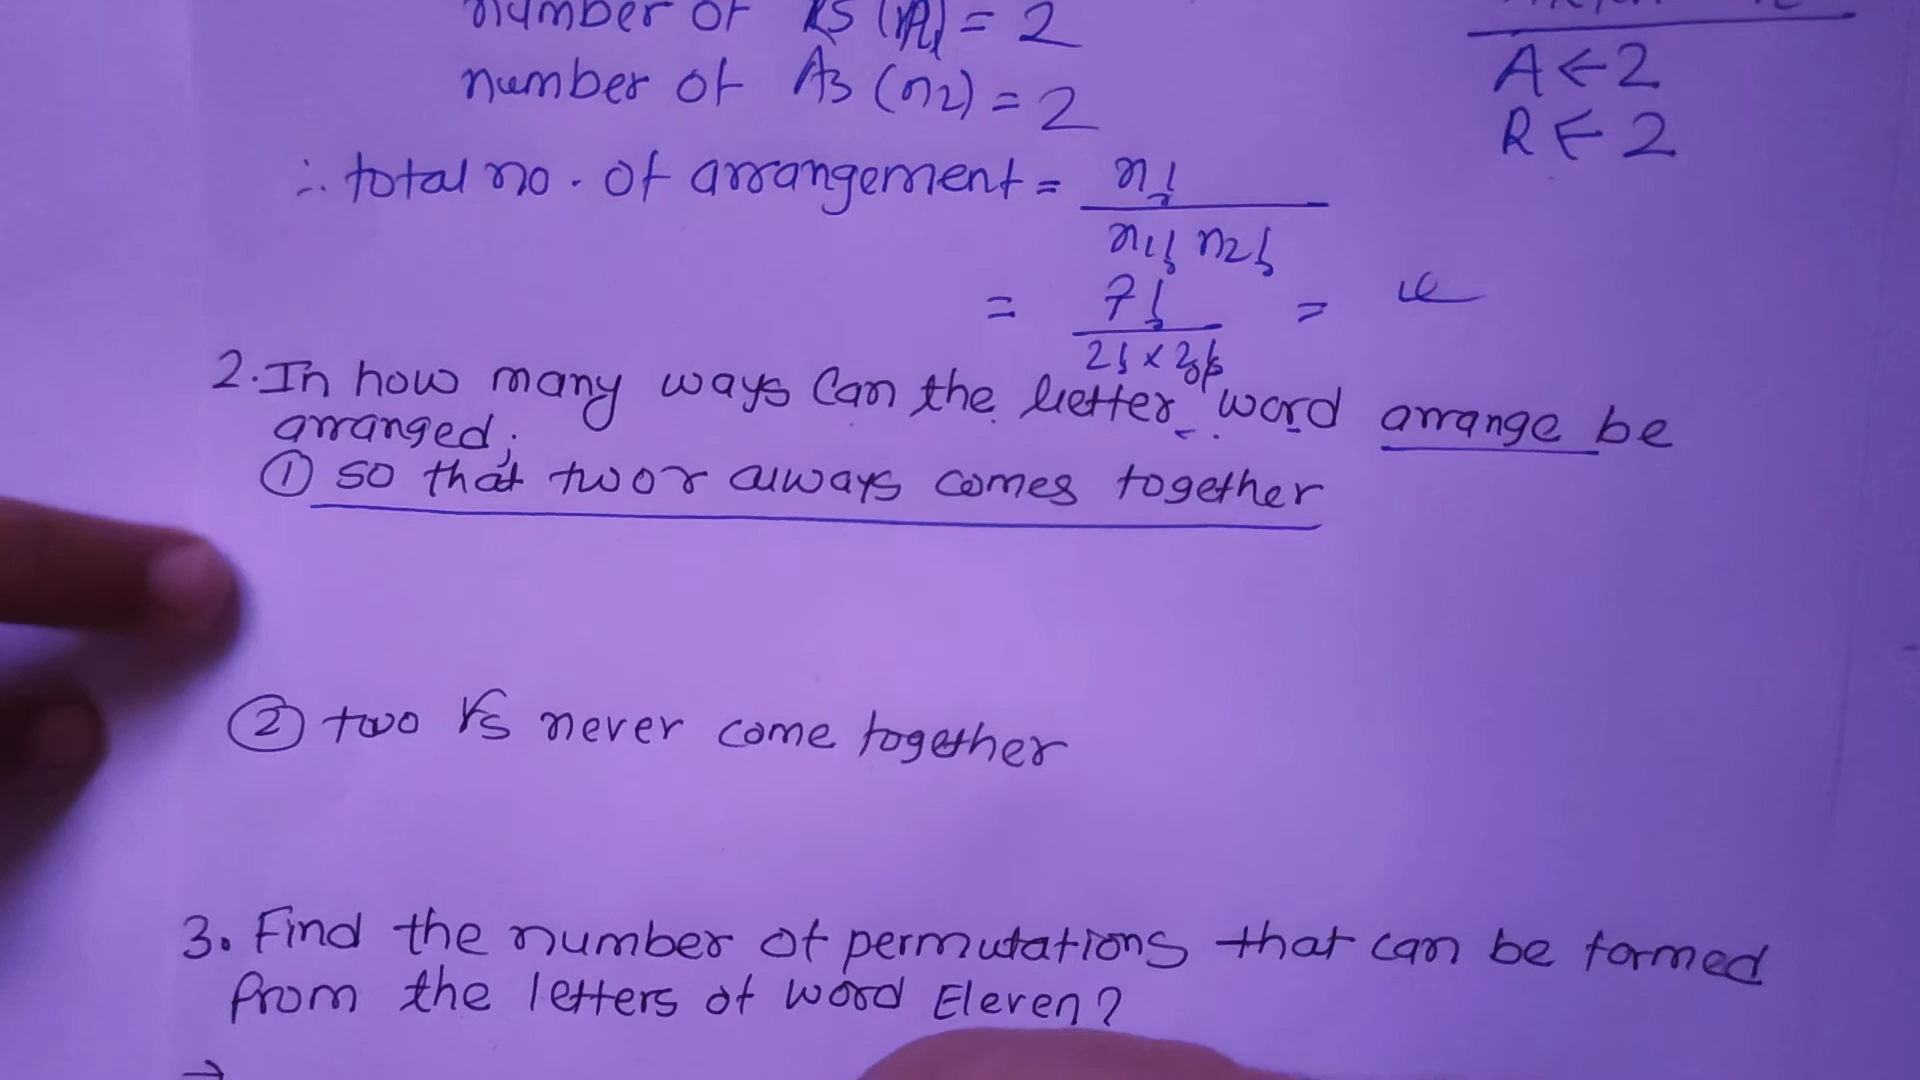 number of Rs (n1) = 2
number of As (n2) = 2
A ← 2
R ← 2
∴ total no. of arrangement = n!
n1! n2!
= 7! =
2! × 2!
2. In how many ways can the letter word arrange be
arranged;
① so that two r always comes together
② two rs never come together
3. Find the number of permutations that can be formed
from the letters of word Eleven?
→